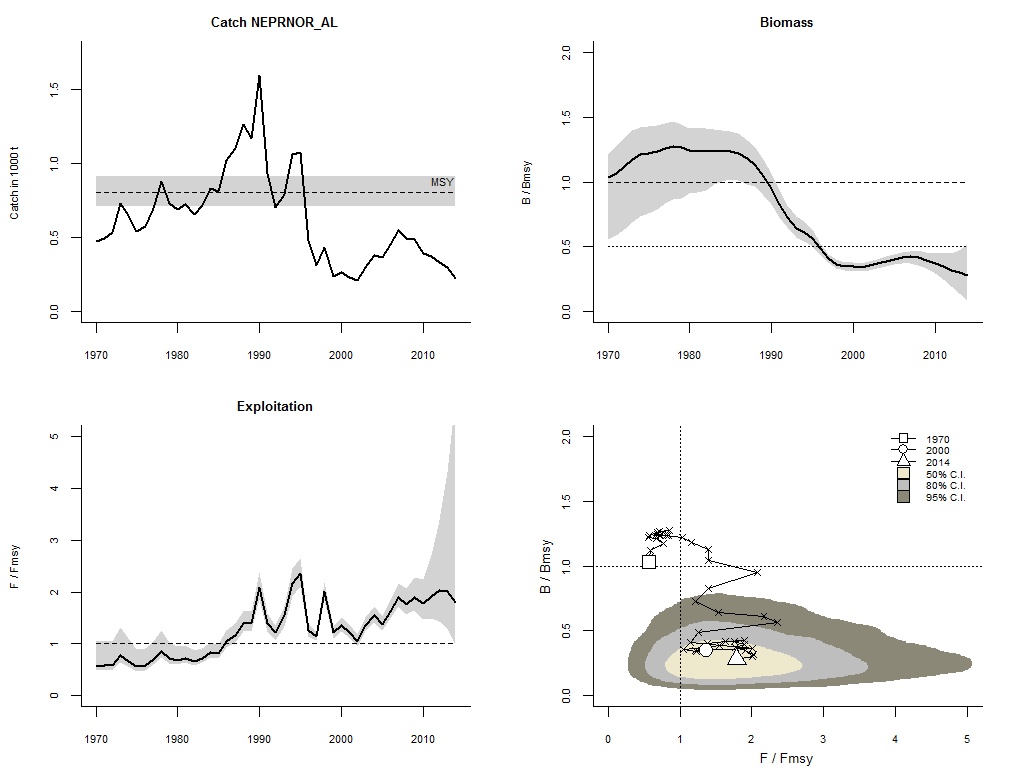 Catch NEPRNOR_AL
Catch in 1000 t
0.0 0.5 1.0 1.5
MSY
1970 1980 1990 2000 2010
Biomass
B / Bmsy
0.0 0.5 1.0 1.5 2.0
1970 1980 1990 2000 2010
Exploitation
F / Fmsy
0 1 2 3 4 5
1970 1980 1990 2000 2010
B / Bmsy
0.0 0.5 1.0 1.5 2.0
1970
2000
2014
50% C.I.
80% C.I.
95% C.I.
0 1 2 3 4 5
F / Fmsy